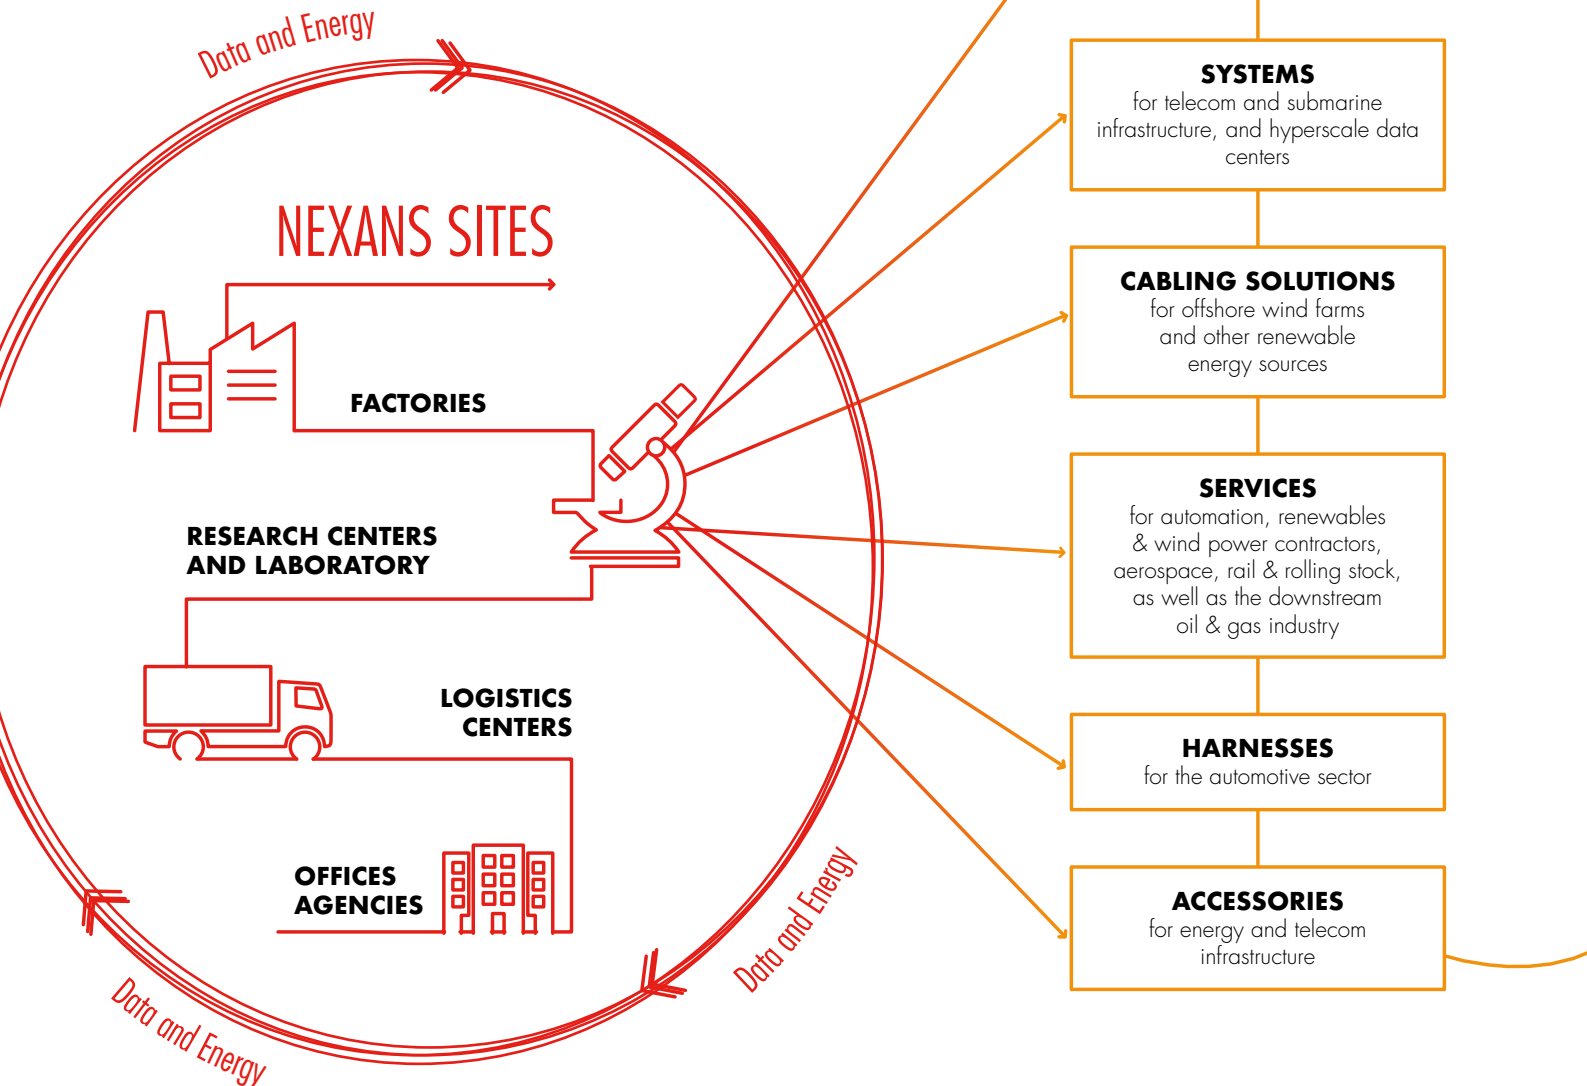 Data and Energy
NEXANS SITES
FACTORIES
RESEARCH CENTERS
AND LABORATORY
LOGISTICS
CENTERS
OFFICES
AGENCIES
Data and Energy
Data and Energy
SYSTEMS
for telecom and submarine
infrastructure, and hyperscale data
centers
CABLING SOLUTIONS
for offshore wind farms
and other renewable
energy sources
SERVICES
for automation, renewables
& wind power contractors,
aerospace, rail & rolling stock,
as well as the downstream
oil & gas industry
HARNESSES
for the automotive sector
ACCESSORIES
for energy and telecom
infrastructure